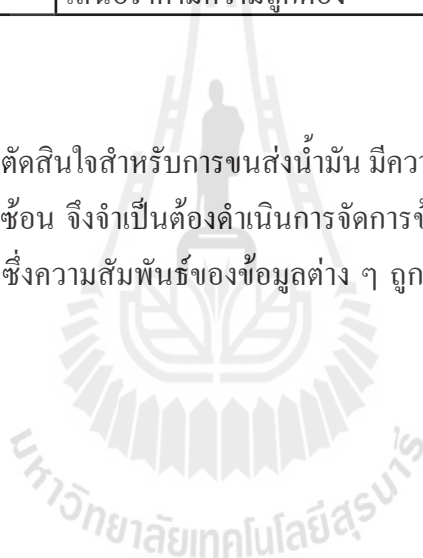 ตัดสินใจสำหรับการขนส่งน้ำมัน มีควา
ซ้อน จึงจำเป็นต้องดำเนินการจัดการข้
ซึ่งความสัมพันธ์ของข้อมูลต่าง ๆ ถูก
มหาวิทยาลัยเทคโนโลยีสุรนารี